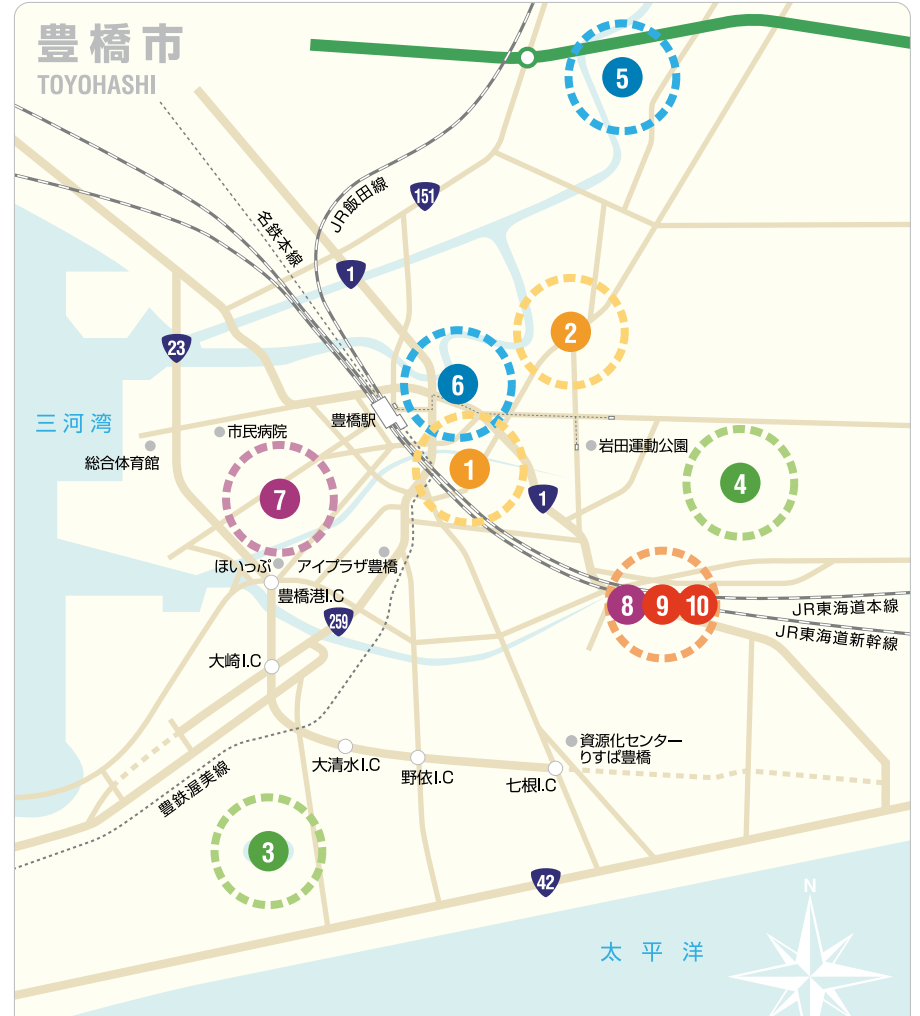 豊橋市
TOYOHASHI
5
151
JR飯田線
名鉄本線
1
2
23
6
三河湾
豊橋駅
市民病院
総合体育館
岩田運動公園
1
4
7
1
ほいっぷ
アイプラザ豊橋
豊橋港I.C
259
8
9
10
JR東海道本線
JR東海道新幹線
大崎I.C
資源化センター
りすぱ豊橋
大清水I.C
野依I.C
七根I.C
豊鉄渥美線
3
42
N
太平洋